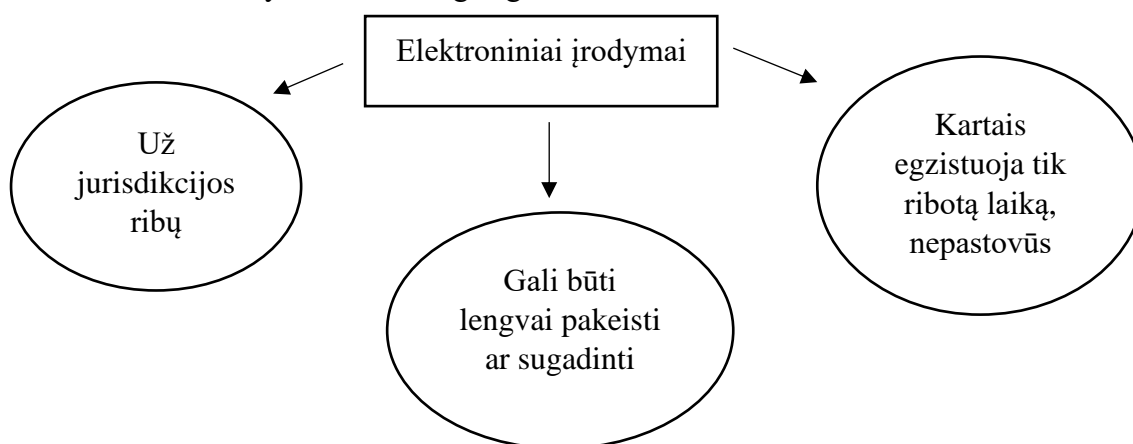 Elektroniniai įrodymai
Už
jurisdikcijos
ribų
Gali būti
lengvai pakeisti
ar sugadinti
Kartais
egzistuoja tik
ribotą laiką,
nepastovūs